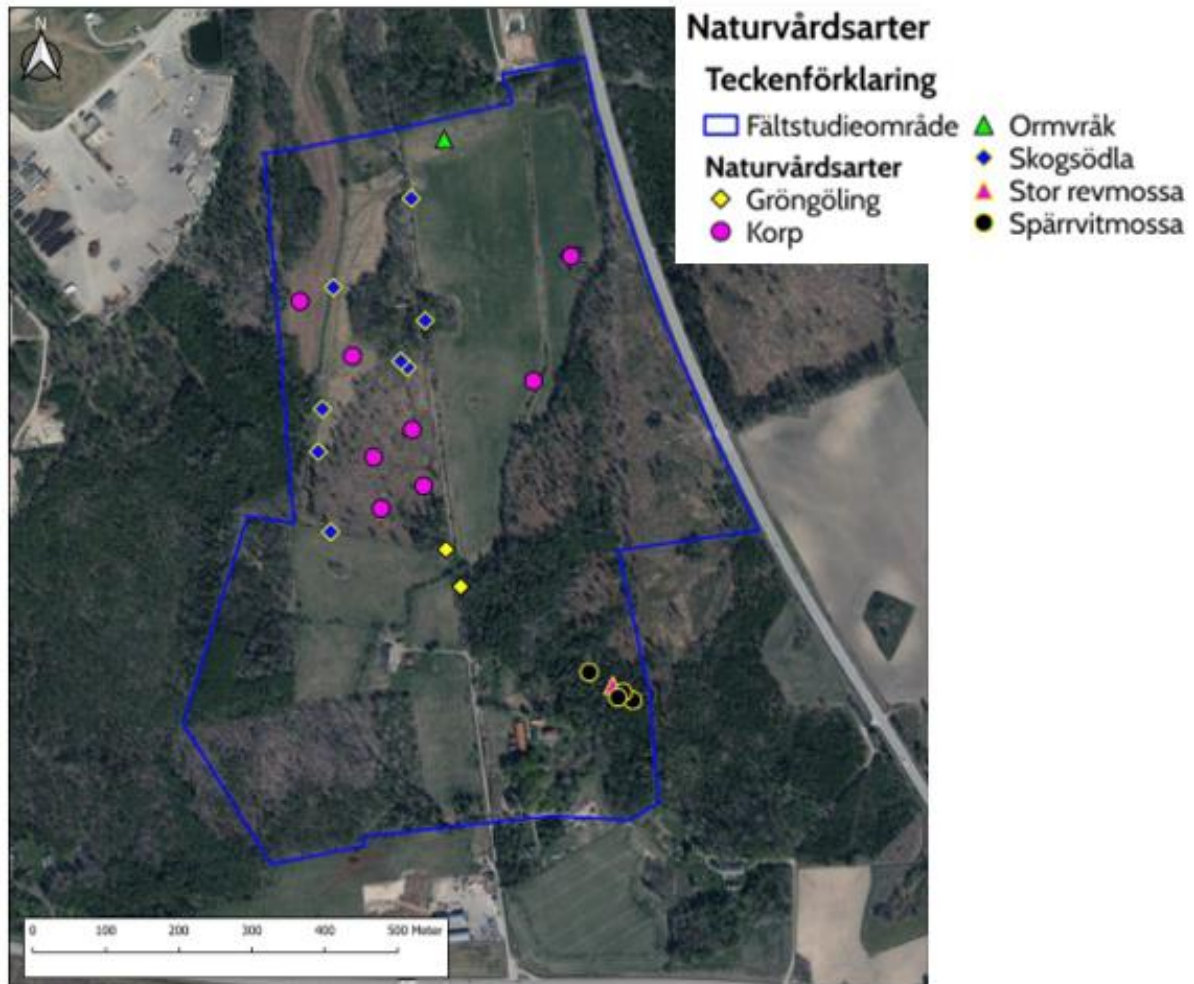 N
Naturvårdsarter
Teckenförklaring
Fältstudieområde
Naturvårdsarter
Gröngöling
Korp
Ormvråk
Skogsödla
Stor revmossa
Spärrvitmossa
0 100 200 300 400 500 Meter